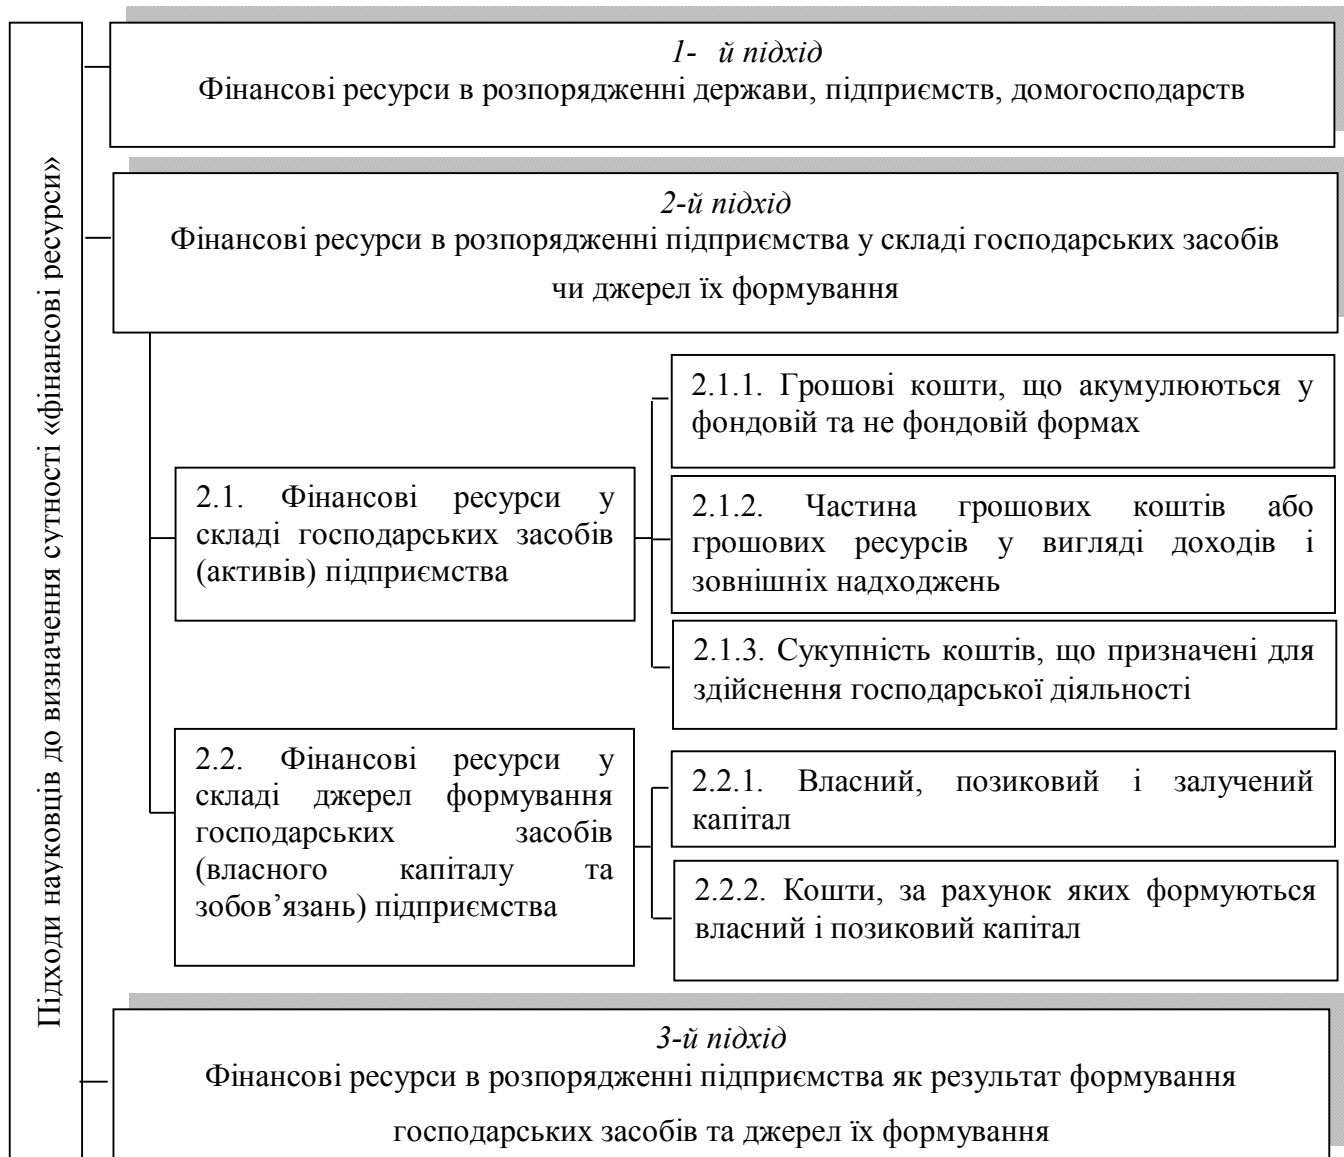 Підходи науковців до визначення сутності «фінансові ресурси»
1- й підхід
Фінансові ресурси в розпорядженні держави, підприємств, домогосподарств
2-й підхід
Фінансові ресурси в розпорядженні підприємства у складі господарських засобів
чи джерел їх формування
2.1. Фінансові ресурси у
складі господарських засобів
(активів) підприємства
2.1.1. Грошові кошти, що акумулюються у
фондовій та не фондовій формах
2.1.2. Частина грошових коштів або
грошових ресурсів у вигляді доходів і
зовнішніх надходжень
2.1.3. Сукупність коштів, що призначені для
здійснення господарської діяльності
2.2. Фінансові ресурси у
складі джерел формування
господарських засобів
(власного капіталу та
зобов’язань) підприємства
2.2.1. Власний, позиковий і залучений
капітал
2.2.2. Кошти, за рахунок яких формуються
власний і позиковий капітал
3-й підхід
Фінансові ресурси в розпорядженні підприємства як результат формування
господарських засобів та джерел їх формування